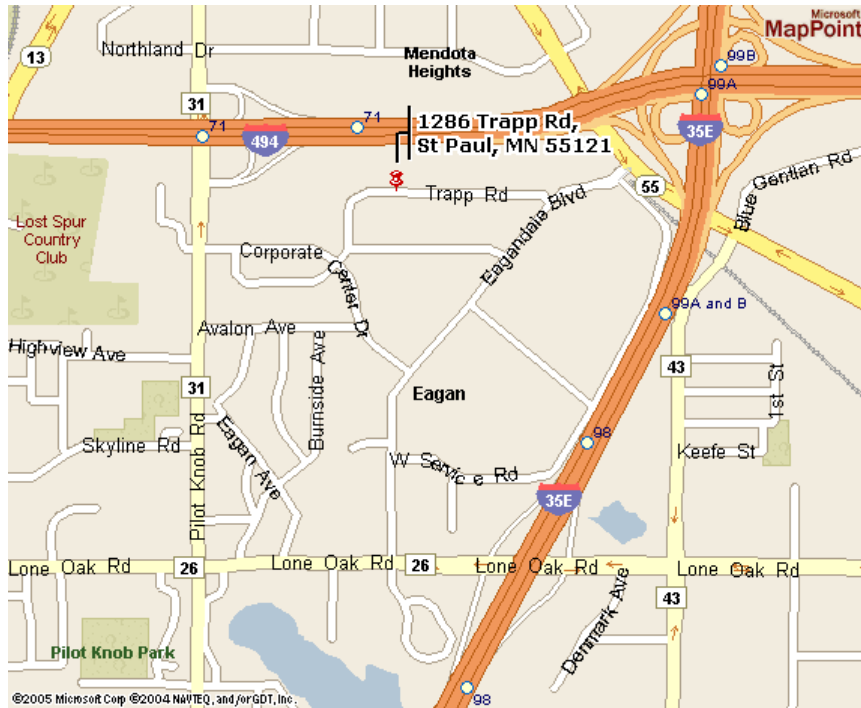 Microsoft
MapPoint
13
Northland Dr
Mendota
Heights
99B
99A
31
71
71
494
1286 Trapp Rd,
St Paul, MN 55121
35E
55
Blue Gentian Rd
Trapp Rd
Eagandale Blvd
Lost Spur
Country
Club
Corporate
Center Dr
99A and B
Avalon Ave
Highview Ave
Burnside Ave
31
Eagan
43
1st St
Pilot Knob Rd
Eagan Ave
Skyline Rd
98
Keefe St
W Service Rd
35E
Lone Oak Rd
26
Lone Oak Rd
26
Lone Oak Rd
Lone Oak Rd
43
Denmark Ave
Pilot Knob Park
98
©2005 Microsoft Corp ©2004 NAVTEQ, and/or GDT, Inc.